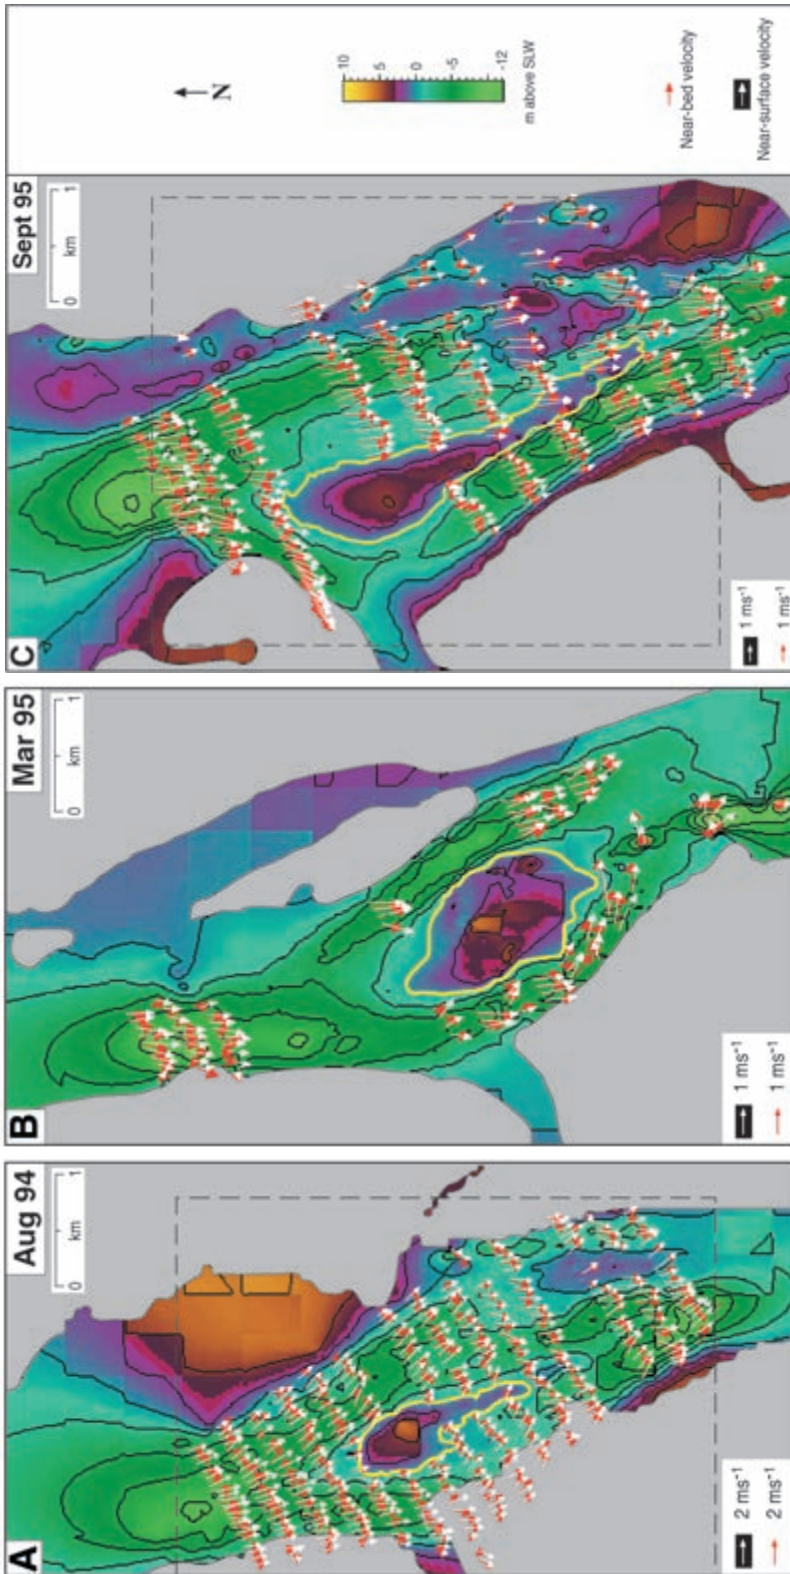 A
Aug 94
0 1
km
2 ms-1
2 ms-1
B
Mar 95
0 1
km
1 ms-1
1 ms-1
C
Sept 95
0 1
km
1 ms-1
1 ms-1
N
10
5
0
-5
-12
m above SLW
Near-bed velocity
Near-surface velocity